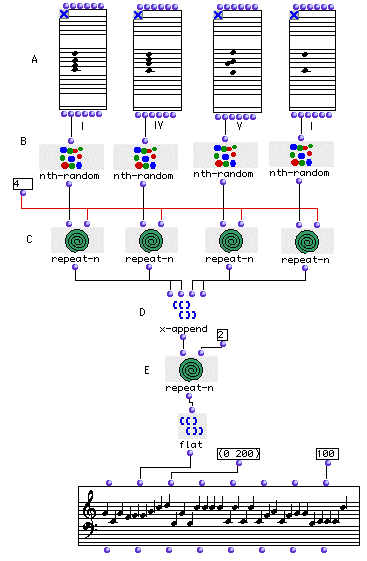 A
I IV V I
B
nth-random nth-random nth-random nth-random
4
C
repeat-n repeat-n repeat-n repeat-n
D
x-append
2
E
repeat-n
flat
(0 200) 100